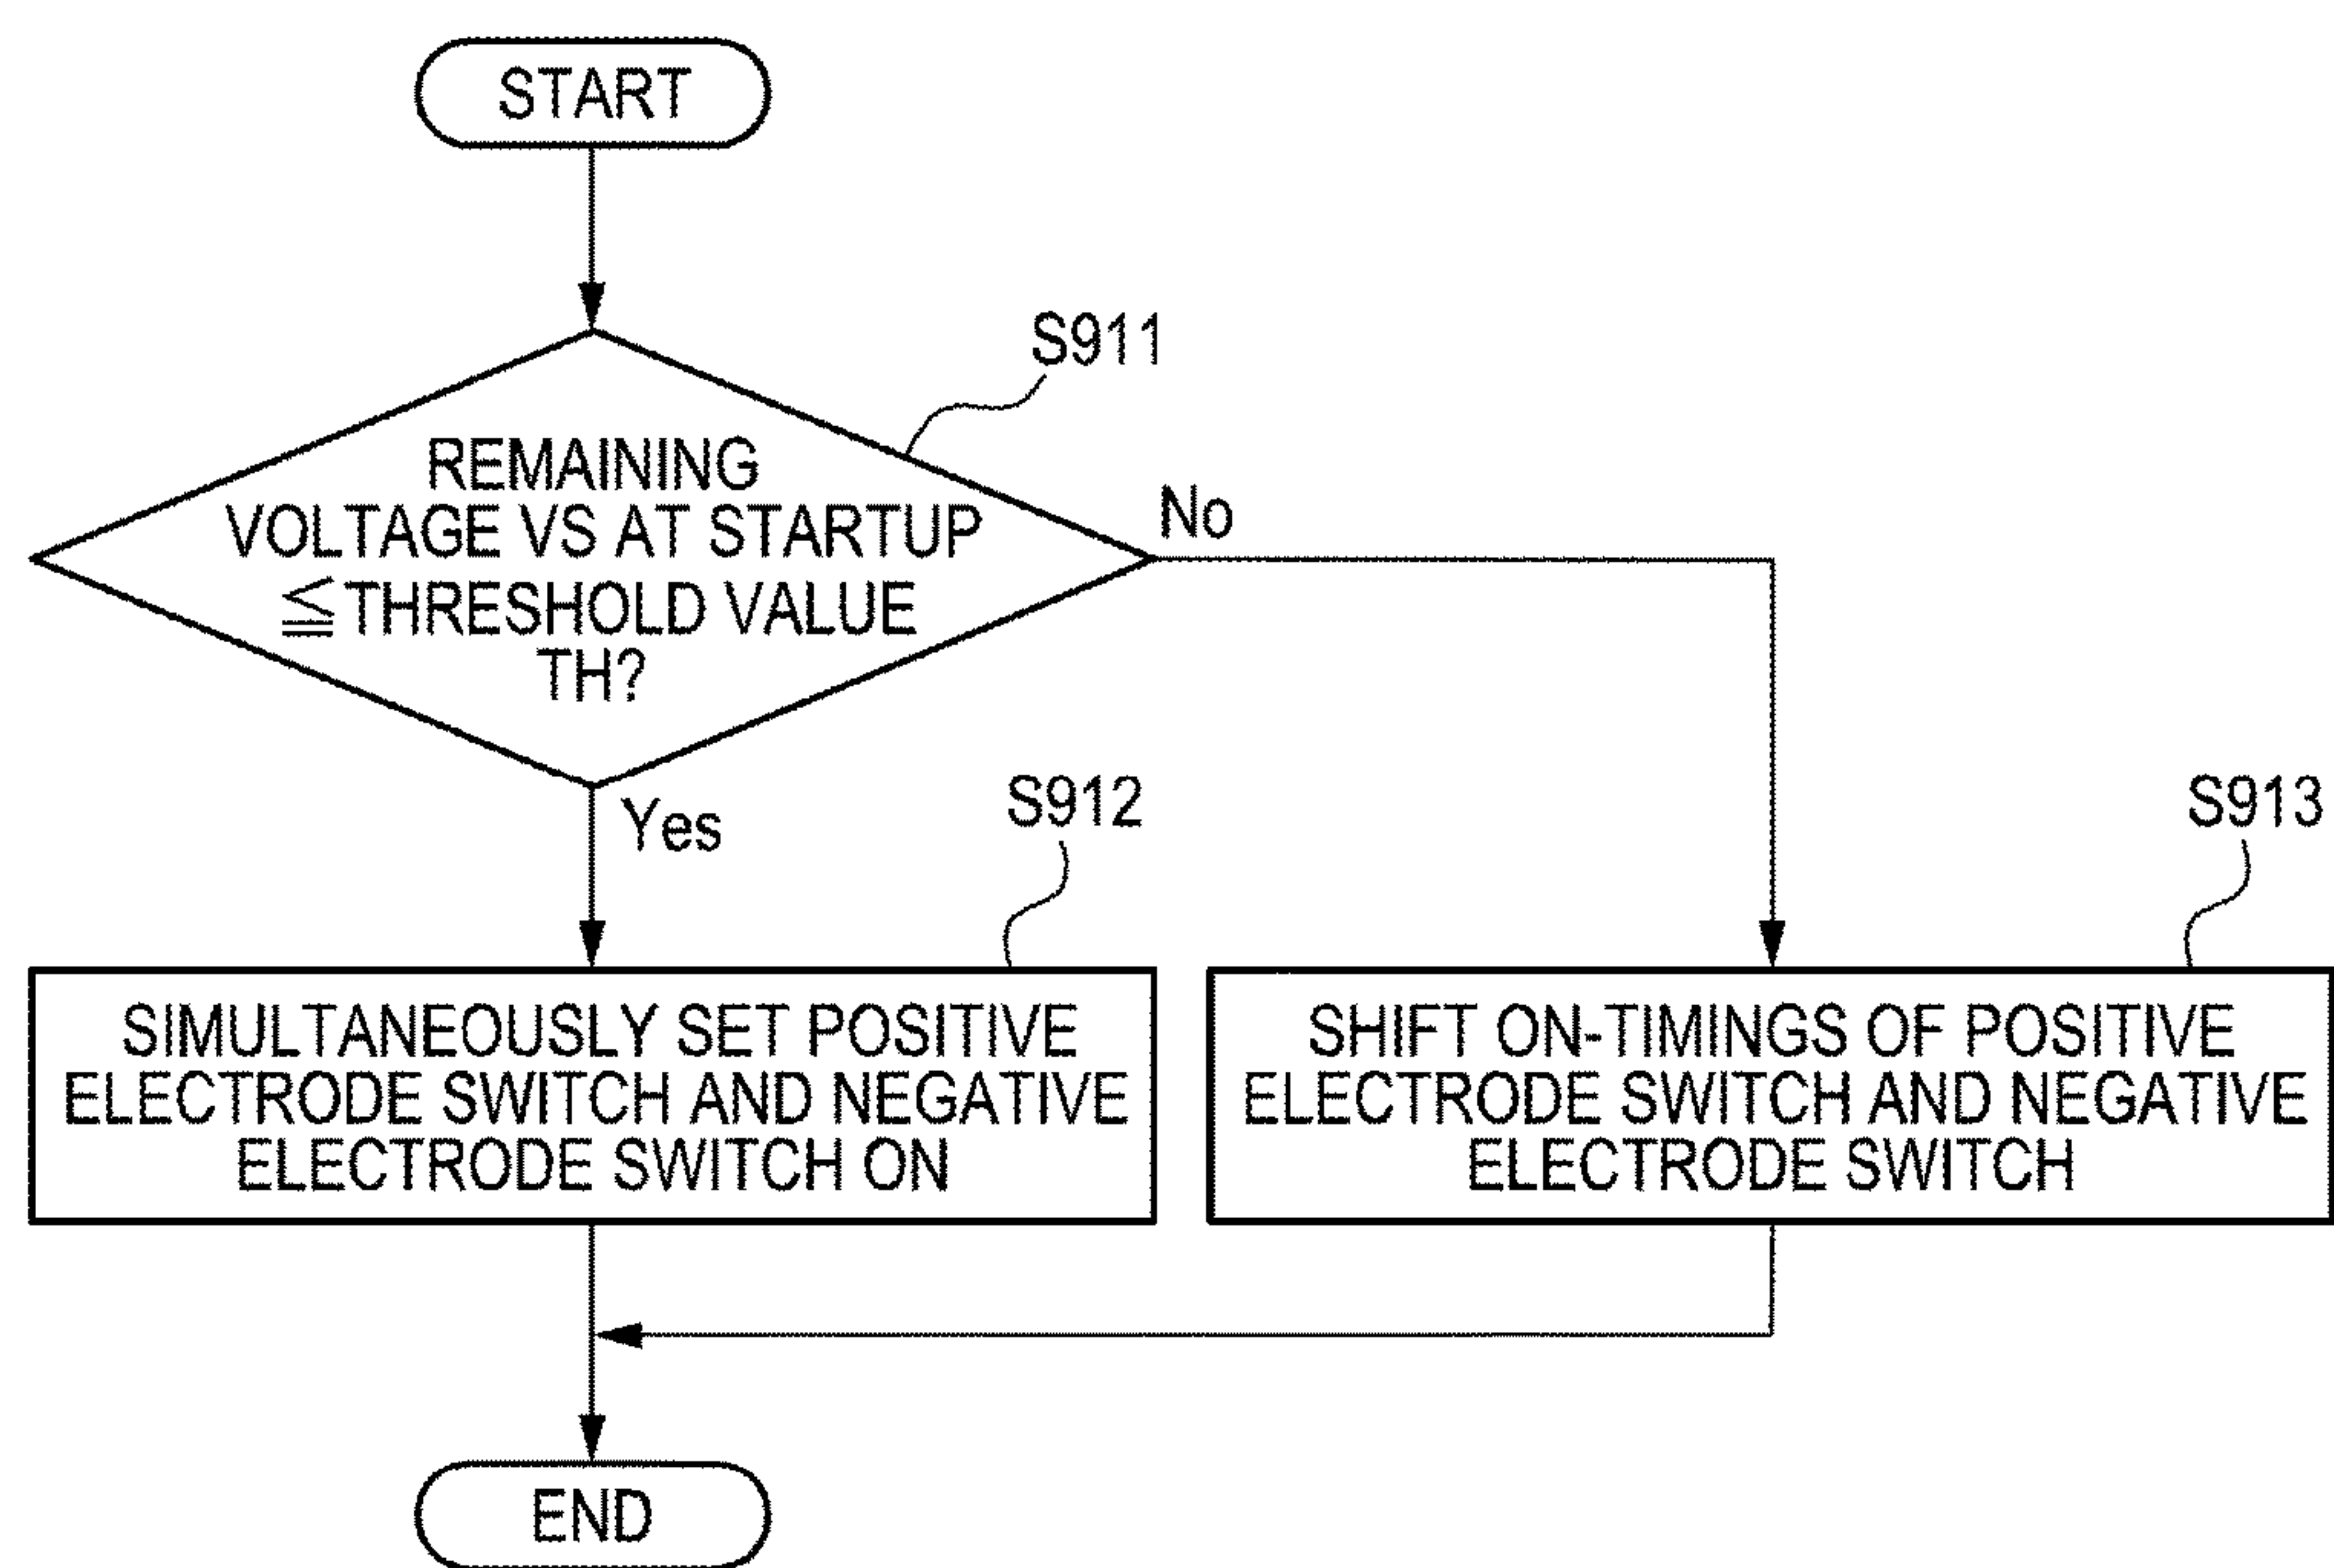 START
S911
REMAINING
VOLTAGE VS AT STARTUP
≦THRESHOLD VALUE
TH?
No
Yes
S912
SIMULTANEOUSLY SET POSITIVE
ELECTRODE SWITCH AND NEGATIVE
ELECTRODE SWITCH ON
S913
SHIFT ON-TIMINGS OF POSITIVE
ELECTRODE SWITCH AND NEGATIVE
ELECTRODE SWITCH
END